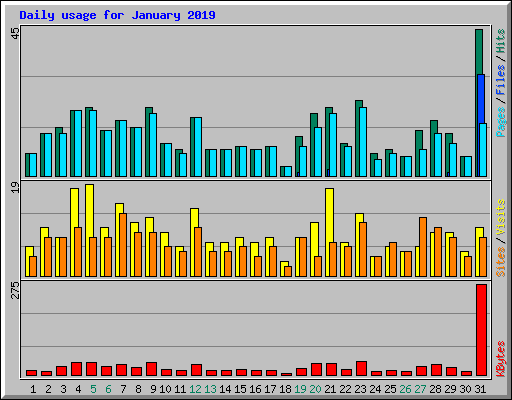 Daily usage for January 2019
45
Pages / Files / Hits
19
Sites / Visits
275
KBytes
1 2 3 4 5 6 7 8 9 10 11 12 13 14 15 16 17 18 19 20 21 22 23 24 25 26 27 28 29 30 31